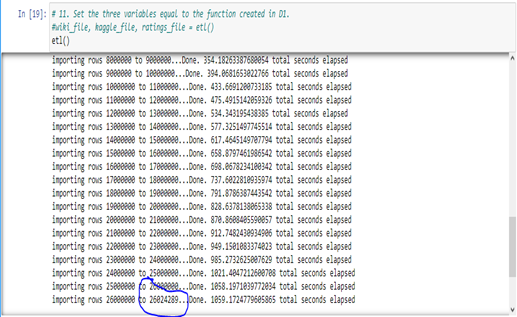 In [19]: # 11. Set the three variables equal to the function created in D1.
#wiki_file, kaggle_file, ratings_file = etl()
etl()
importing rows 8000000 to 9000000...Done. 354.18263387680054 total seconds elapsed
importing rows 9000000 to 10000000...Done. 394.0681653022766 total seconds elapsed
importing rows 10000000 to 11000000...Done. 433.6691200733185 total seconds elapsed
importing rows 11000000 to 12000000...Done. 475.4915142059326 total seconds elapsed
importing rows 12000000 to 13000000...Done. 534.343195438385 total seconds elapsed
importing rows 13000000 to 14000000...Done. 577.3251497745514 total seconds elapsed
importing rows 14000000 to 15000000...Done. 617.4645149707794 total seconds elapsed
importing rows 15000000 to 16000000...Done. 658.8797461986542 total seconds elapsed
importing rows 16000000 to 17000000...Done. 698.0678234100342 total seconds elapsed
importing rows 17000000 to 18000000...Done. 737.6022810935974 total seconds elapsed
importing rows 18000000 to 19000000...Done. 791.8786387443542 total seconds elapsed
importing rows 19000000 to 20000000...Done. 828.6378138065338 total seconds elapsed
importing rows 20000000 to 21000000...Done. 870.8608405590057 total seconds elapsed
importing rows 21000000 to 22000000...Done. 912.7482430934906 total seconds elapsed
importing rows 22000000 to 23000000...Done. 949.1501083374023 total seconds elapsed
importing rows 23000000 to 24000000...Done. 985.2732625007629 total seconds elapsed
importing rows 24000000 to 25000000...Done. 1021.4047212600708 total seconds elapsed
importing rows 25000000 to 26000000...Done. 1058.1971039772034 total seconds elapsed
importing rows 26000000 to 26024289...Done. 1059.1724779605865 total seconds elapsed